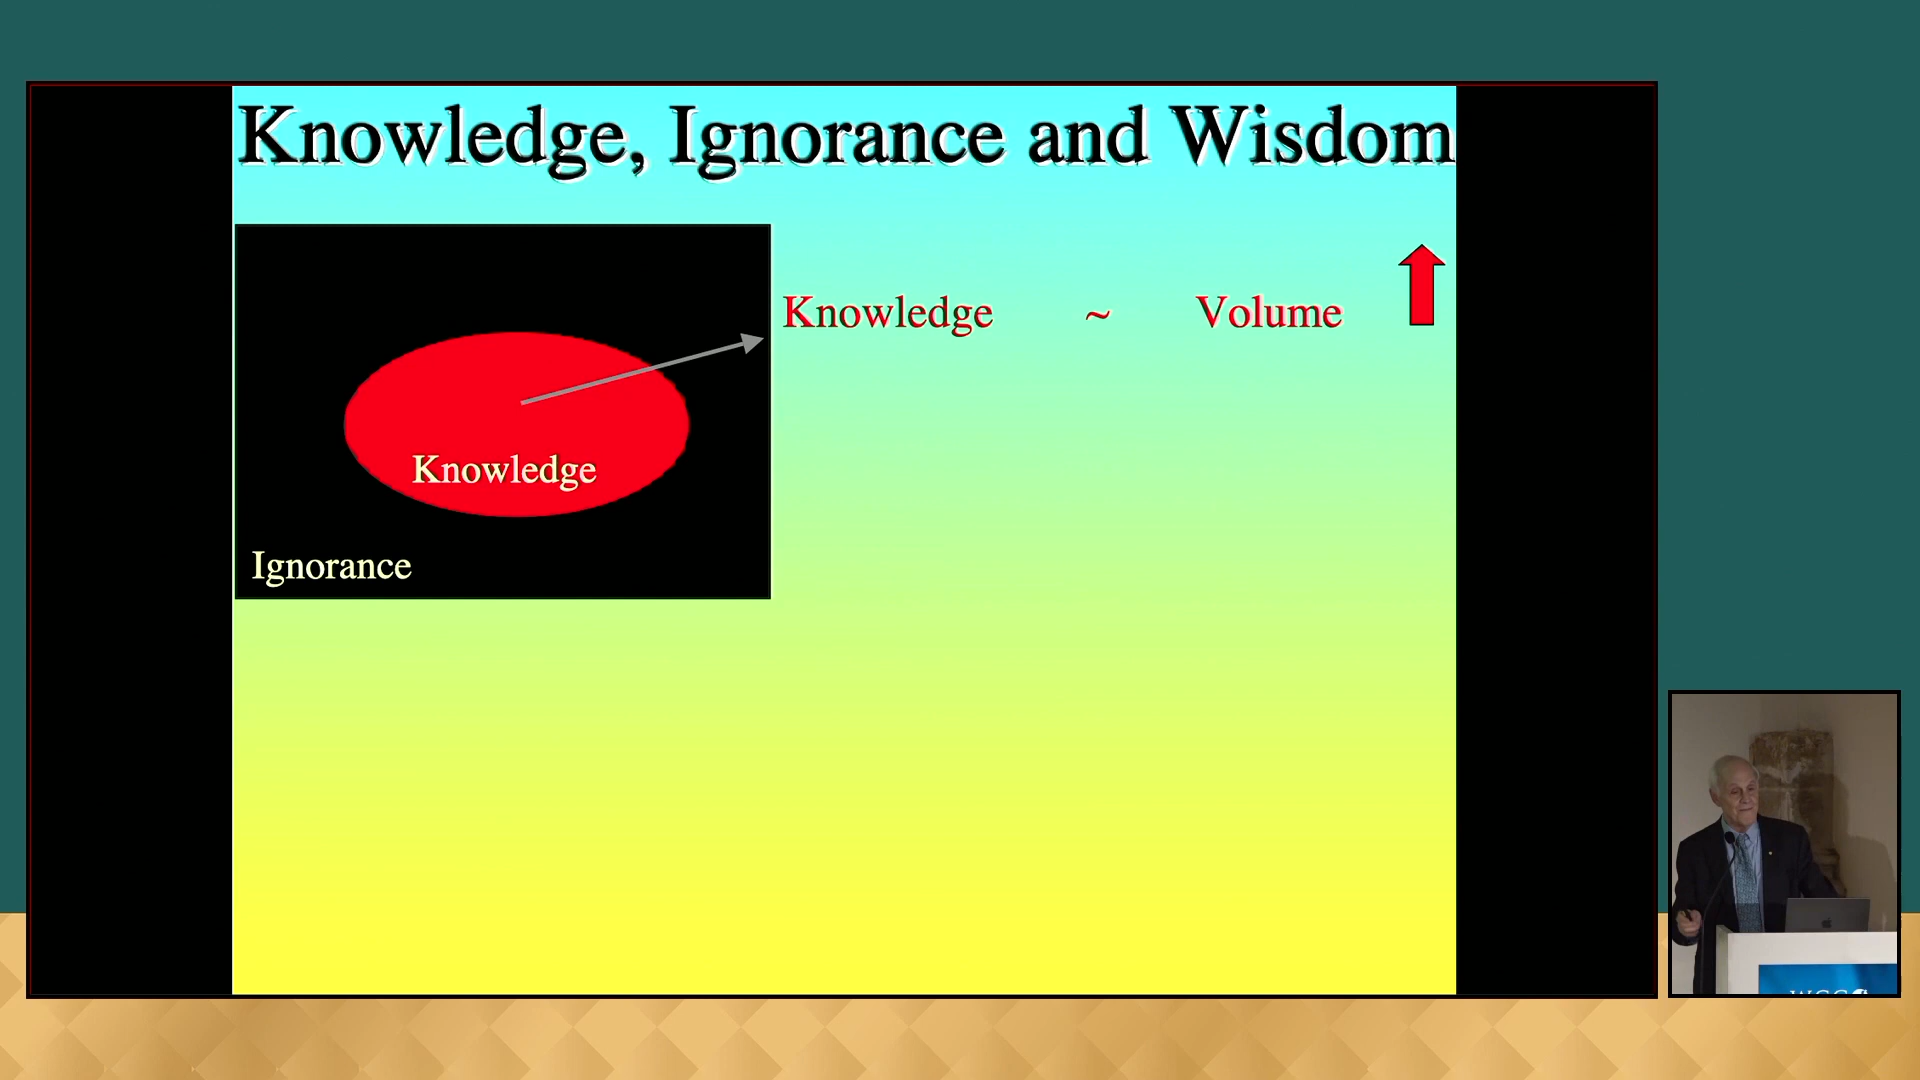 Knowledge, Ignorance and Wisdom
Knowledge ~ Volume
Knowledge
Ignorance